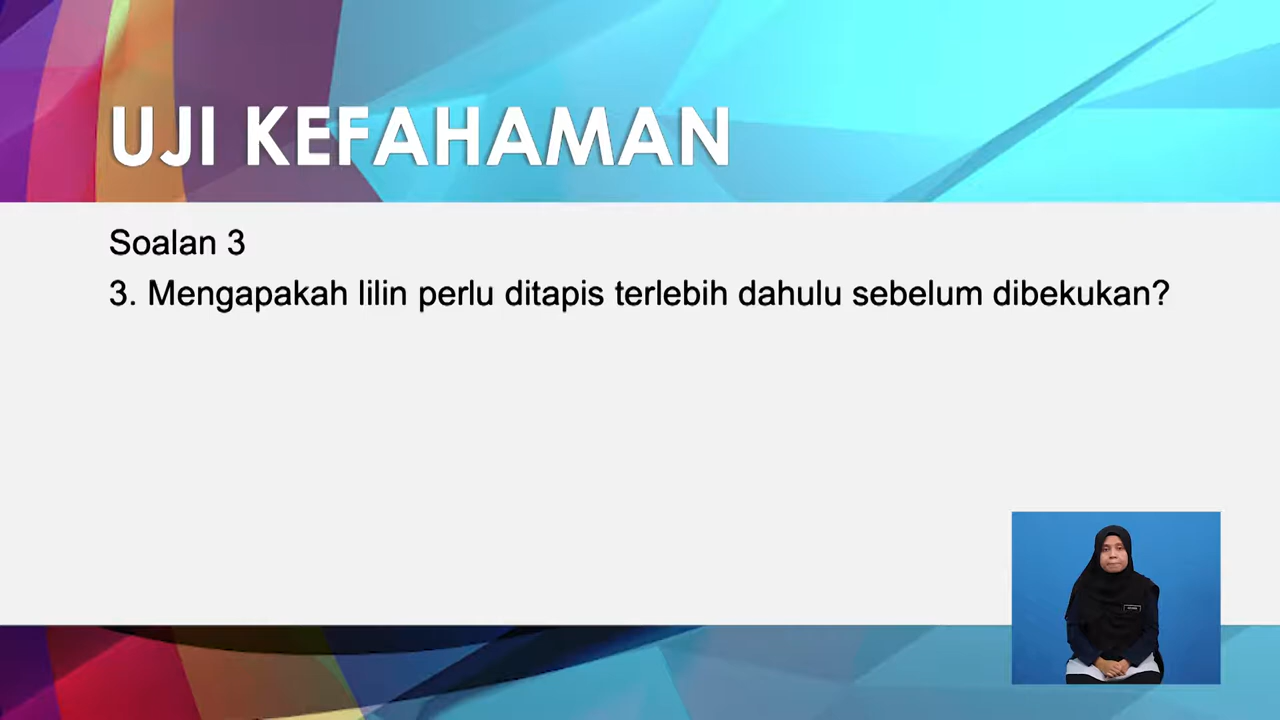 UJI KEFAHAMAN
Soalan 3
3. Mengapakah lilin perlu ditapis terlebih dahulu sebelum dibekukan?